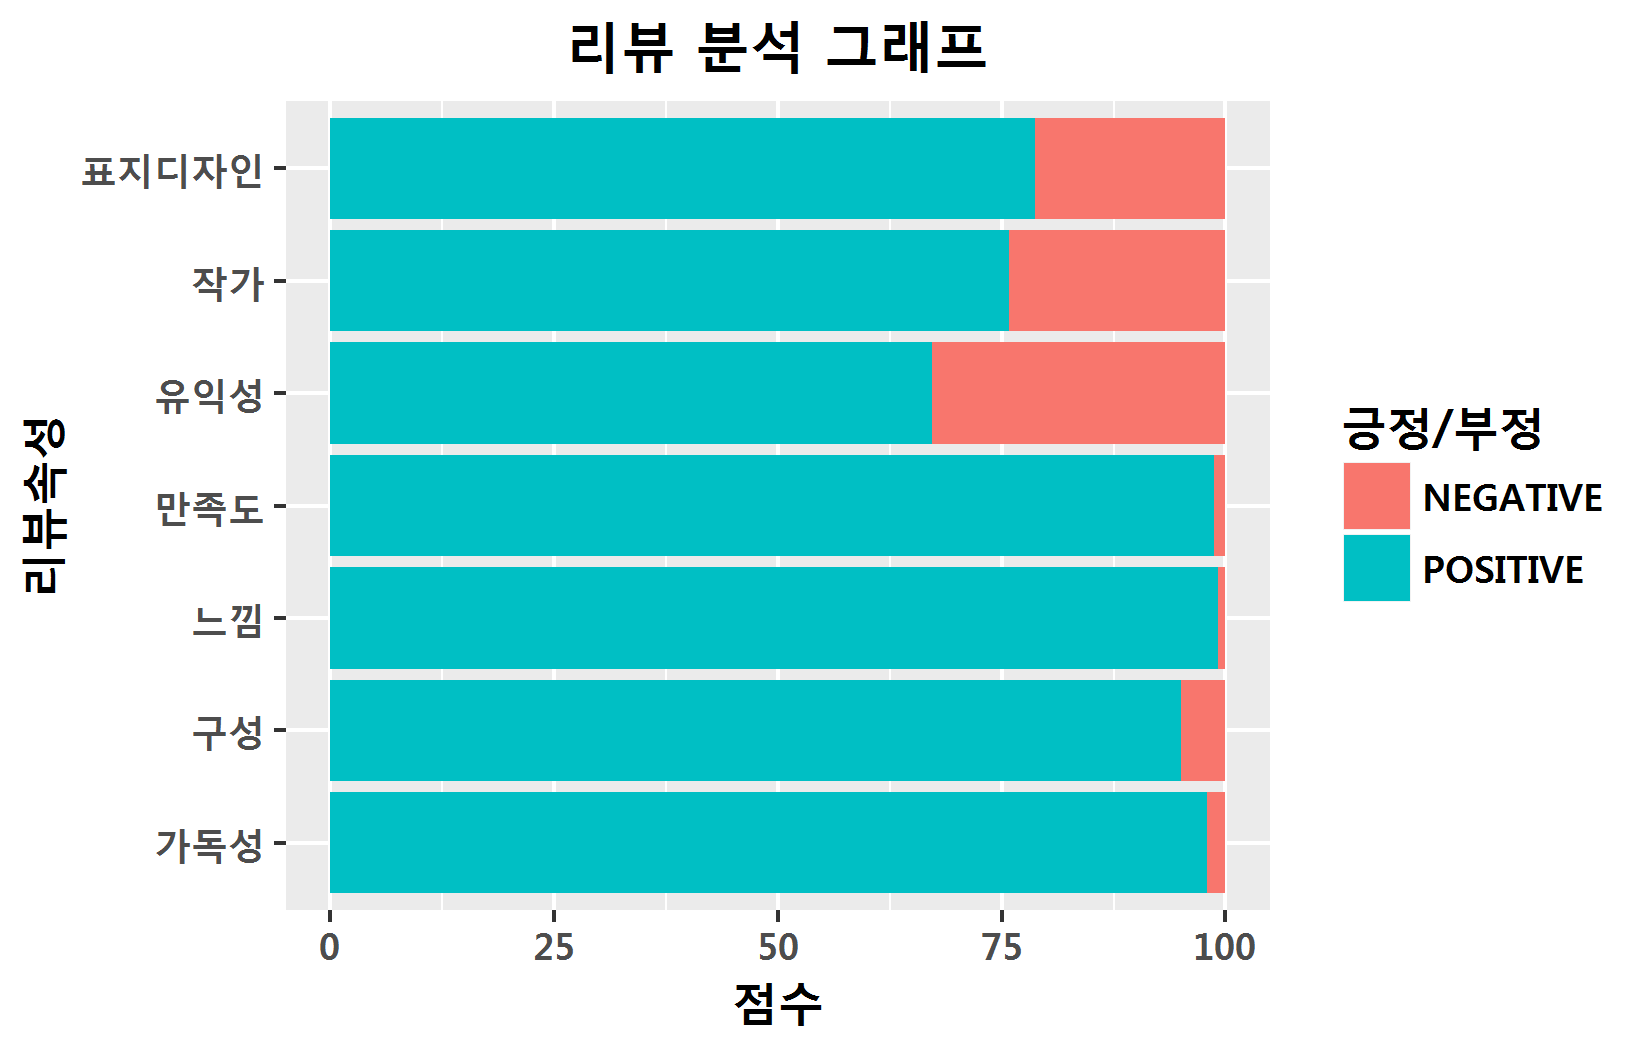 리뷰 분석 그래프
리뷰속성
표지디자인
작가
유익성
만족도
느낌
구성
가독성
0 25 50 75 100
점수
긍정/부정
NEGATIVE
POSITIVE